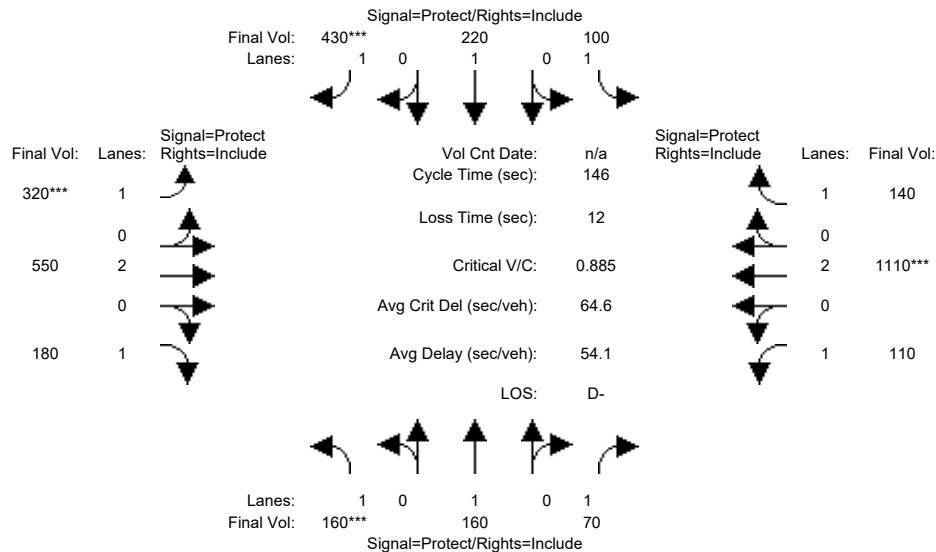 Signal=Protect/Rights=Include
Final Vol: 430*** 220 100
Lanes: 1 0 1 0 1
Signal=Protect
Final Vol: Lanes: Rights=Include
Vol Cnt Date: n/a
Signal=Protect
Rights=Include Lanes: Final Vol:
Cycle Time (sec): 146
320*** 1
1 140
Loss Time (sec): 12
0
0
550 2
Critical V/C: 0.885
2 1110***
0
Avg Crit Del (sec/veh): 64.6
0
180 1
Avg Delay (sec/veh): 54.1
1 110
LOS: D-
Lanes: 1 0 1 0 1
Final Vol: 160*** 160 70
Signal=Protect/Rights=Include